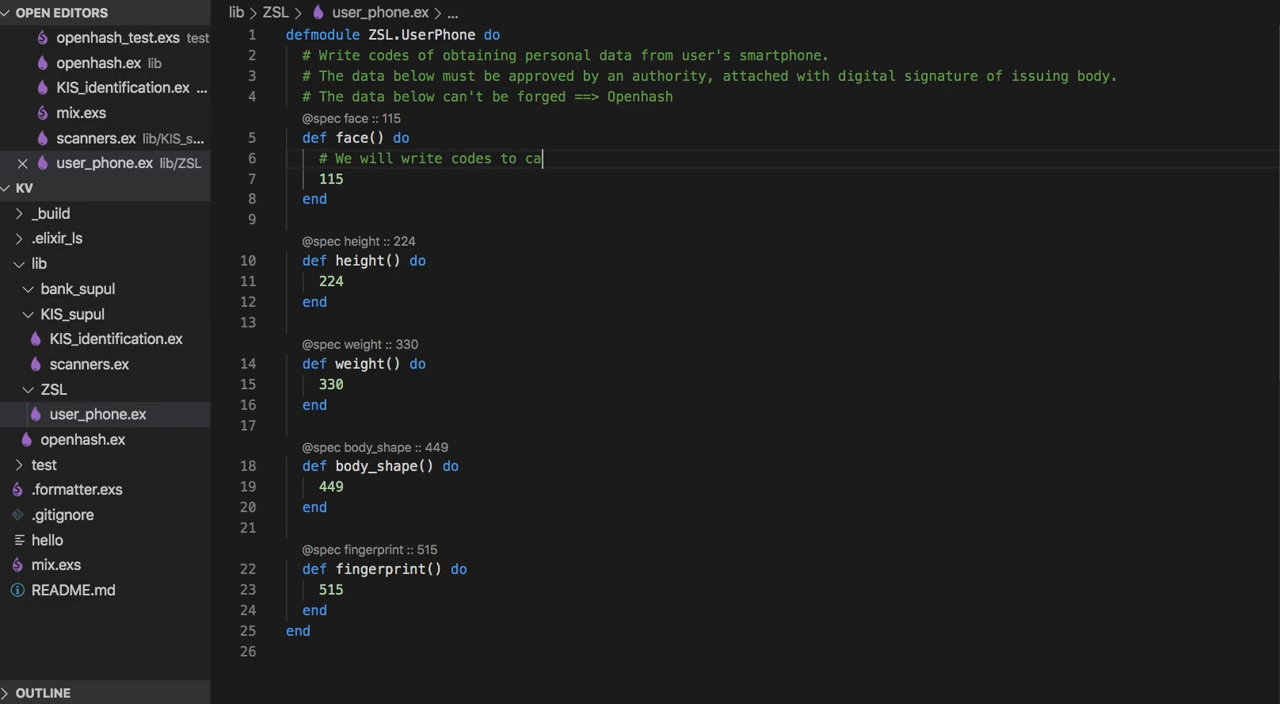 OPEN EDITORS
openhash_test.exs test
openhash.ex lib
KIS_identification.ex ...
mix.exs
scanners.ex lib/KIS_s...
user_phone.ex lib/ZSL
KV
_build
.elixir_ls
lib
bank_supul
KIS_supul
KIS_identification.ex
scanners.ex
ZSL
user_phone.ex
openhash.ex
test
.formatter.exs
.gitignore
hello
mix.exs
README.md
OUTLINE
lib > ZSL > user_phone.ex > ...
1 defmodule ZSL.UserPhone do
2 # Write codes of obtaining personal data from user's smartphone.
3 # The data below must be approved by an authority, attached with digital signature of issuing body.
4 # The data below can't be forged ==> Openhash
@spec face :: 115
5 def face() do
6 # We will write codes to ca
7 115
8 end
9
@spec height :: 224
10 def height() do
11 224
12 end
13
@spec weight :: 330
14 def weight() do
15 330
16 end
17
@spec body_shape :: 449
18 def body_shape() do
19 449
20 end
21
@spec fingerprint :: 515
22 def fingerprint() do
23 515
24 end
25 end
26